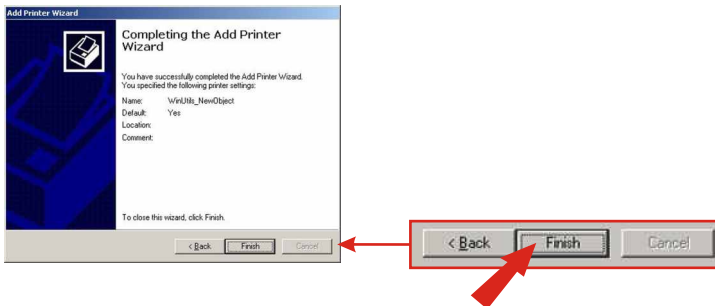 Add Printer Wizard
Completing the Add Printer
Wizard
You have successfully completed the Add Printer Wizard.
You specified the following printer settings:
Name: WinUtils_NewObject
Default: Yes
Location:
Comment:
To close this wizard, click Finish.
< Back Finish Cancel
< Back Finish Cancel